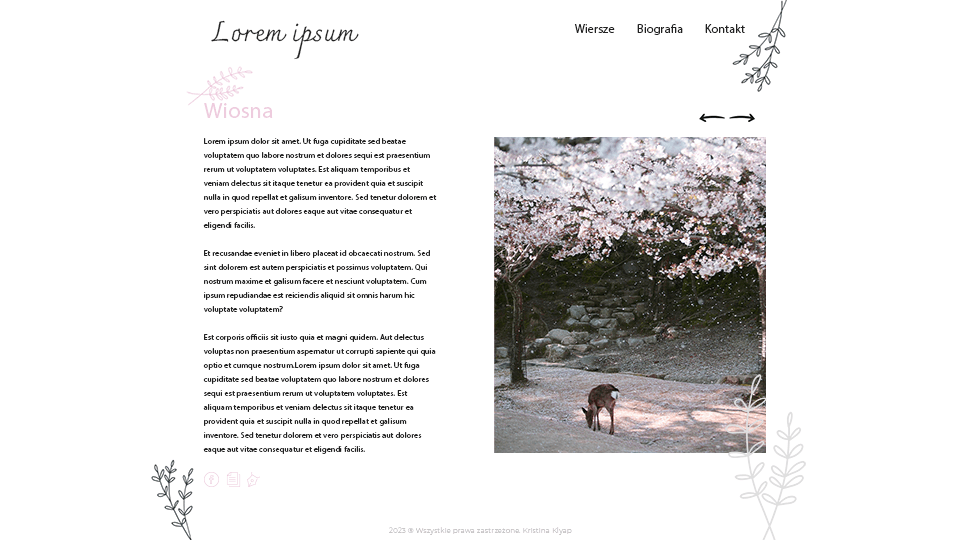 Lorem ipsum
Wiersze Biografia Kontakt
Wiosna
Lorem ipsum dolor sit amet. Ut fuga cupiditate sed beatae
voluptatem quo labore nostrum et dolores sequi est praesentium
rerum ut voluptatem voluptates. Est aliquam temporibus et
veniam delectus sit itaque tenetur ea provident quia et suscipit
nulla in quod repellat et galisum inventore. Sed tenetur dolorem et
vero perspiciatis aut dolores eaque aut vitae consequatur et
eligendi facilis.
Et recusandae eveniet in libero placeat id obcaecati nostrum. Sed
sint dolorem est autem perspiciatis et possimus voluptatem. Qui
nostrum maxime et galisum facere et nesciunt voluptatem. Cum
ipsum repudiandae est reiciendis aliquid sit omnis harum hic
voluptate voluptatem?
Est corporis officiis sit iusto quia et magni quidem. Aut delectus
voluptas non praesentium aspernatur ut corrupti sapiente qui quia
optio et cumque nostrum.Lorem ipsum dolor sit amet. Ut fuga
cupiditate sed beatae voluptatem quo labore nostrum et dolores
sequi est praesentium rerum ut voluptatem voluptates. Est
aliquam temporibus et veniam delectus sit itaque tenetur ea
provident quia et suscipit nulla in quod repellat et galisum
inventore. Sed tenetur dolorem et vero perspiciatis aut dolores
eaque aut vitae consequatur et eligendi facilis.
2023 ® Wszystkie prawa zastrzeżone. Kristina Klyap